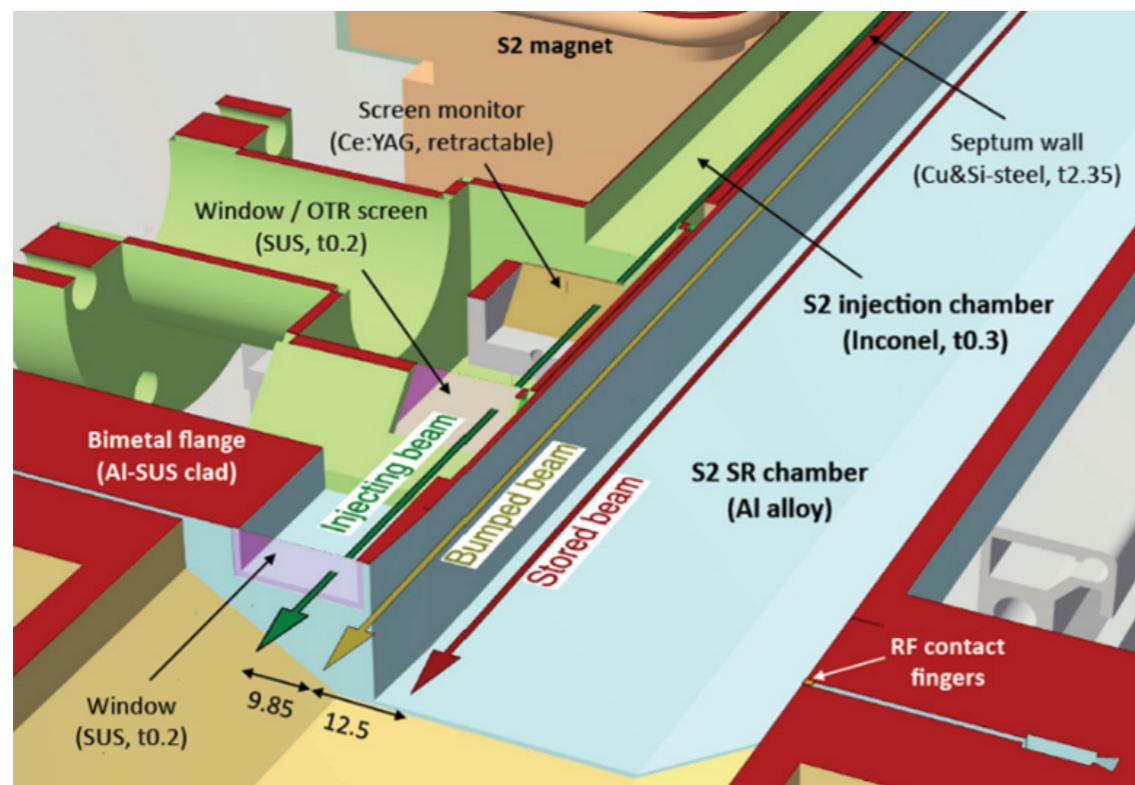 S2 magnet
Screen monitor
(Ce:YAG, retractable)
Septum wall
(Cu&Si-steel, t2.35)
Window / OTR screen
(SUS, t0.2)
S2 injection chamber
(Inconel, t0.3)
Bimetal flange
(Al-SUS clad)
Injecting beam
Bumped beam
Stored beam
S2 SR chamber
(Al alloy)
RF contact
fingers
Window
(SUS, t0.2)
9.85
12.5